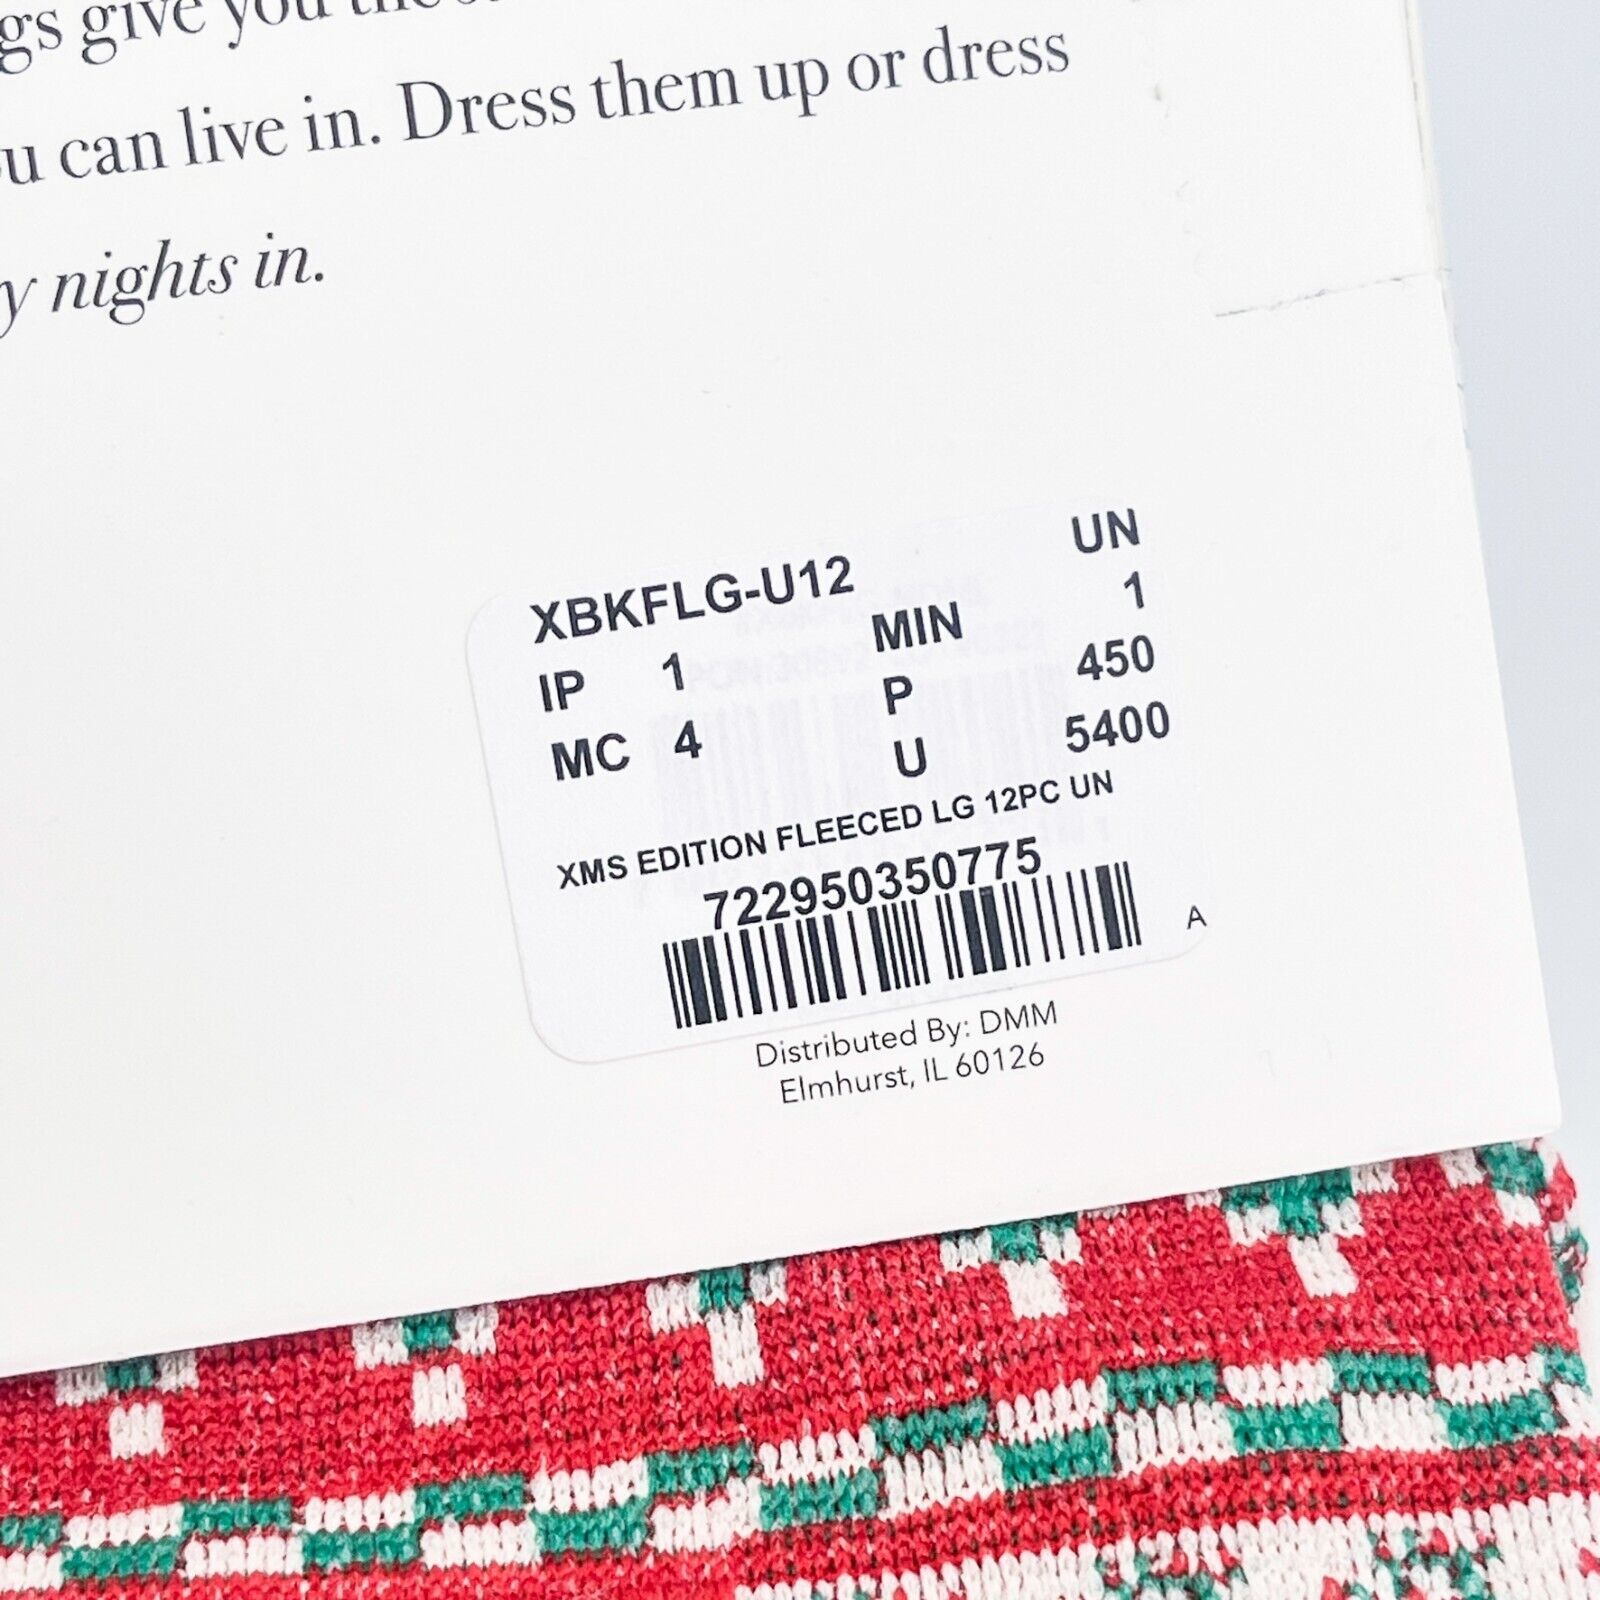 gs give you
u can live in. Dress them up or dress
y nights in.
XBKFLG-U12 UN
IP 1 MIN 1
MC 4 P 450
U 5400
XMS EDITION FLEECED LG 12PC UN
722950350775
A
Distributed By: DMM
Elmhurst, IL 60126